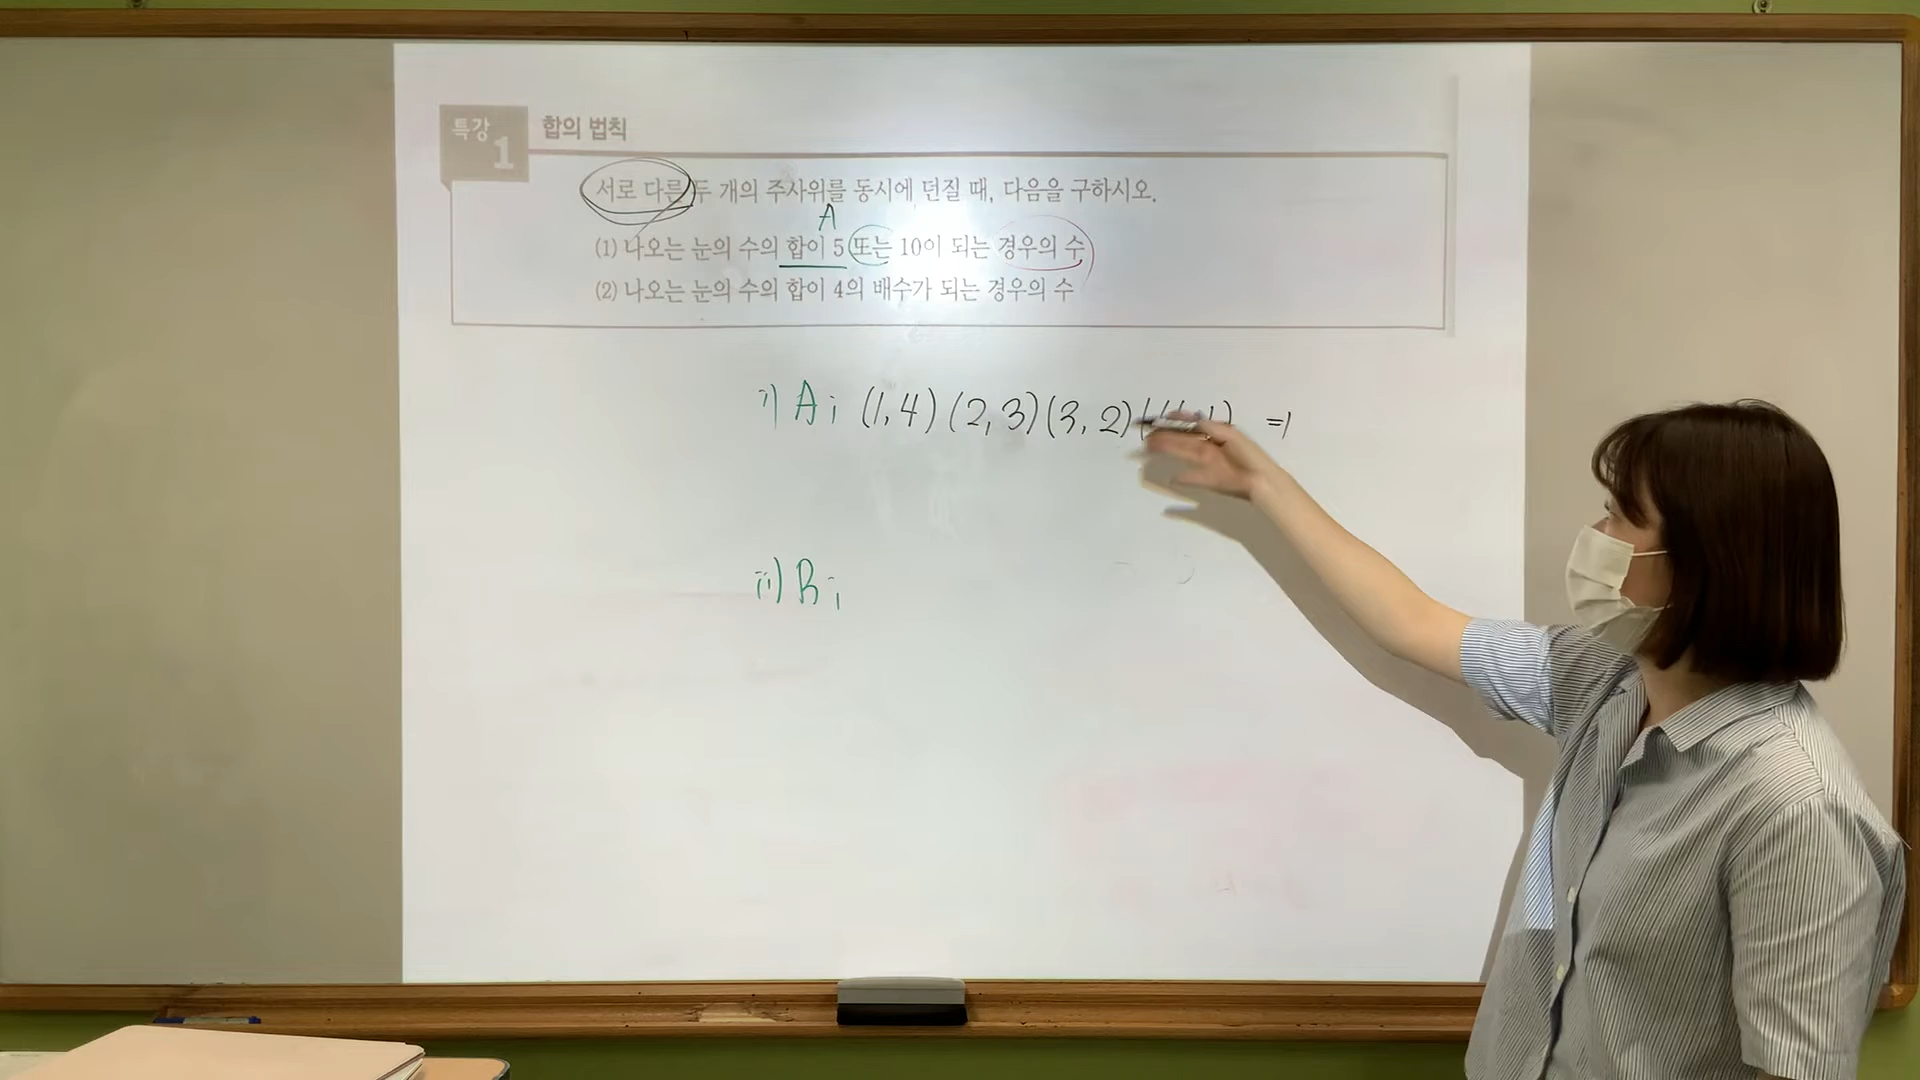 특강 1 합의 법칙
서로 다른 두 개의 주사위를 동시에 던질 때, 다음을 구하시오.
A
(1) 나오는 눈의 수의 합이 5 또는 10이 되는 경우의 수
(2) 나오는 눈의 수의 합이 4의 배수가 되는 경우의 수
i) A ; (1,4) (2,3) (3,2)
ii) B ;